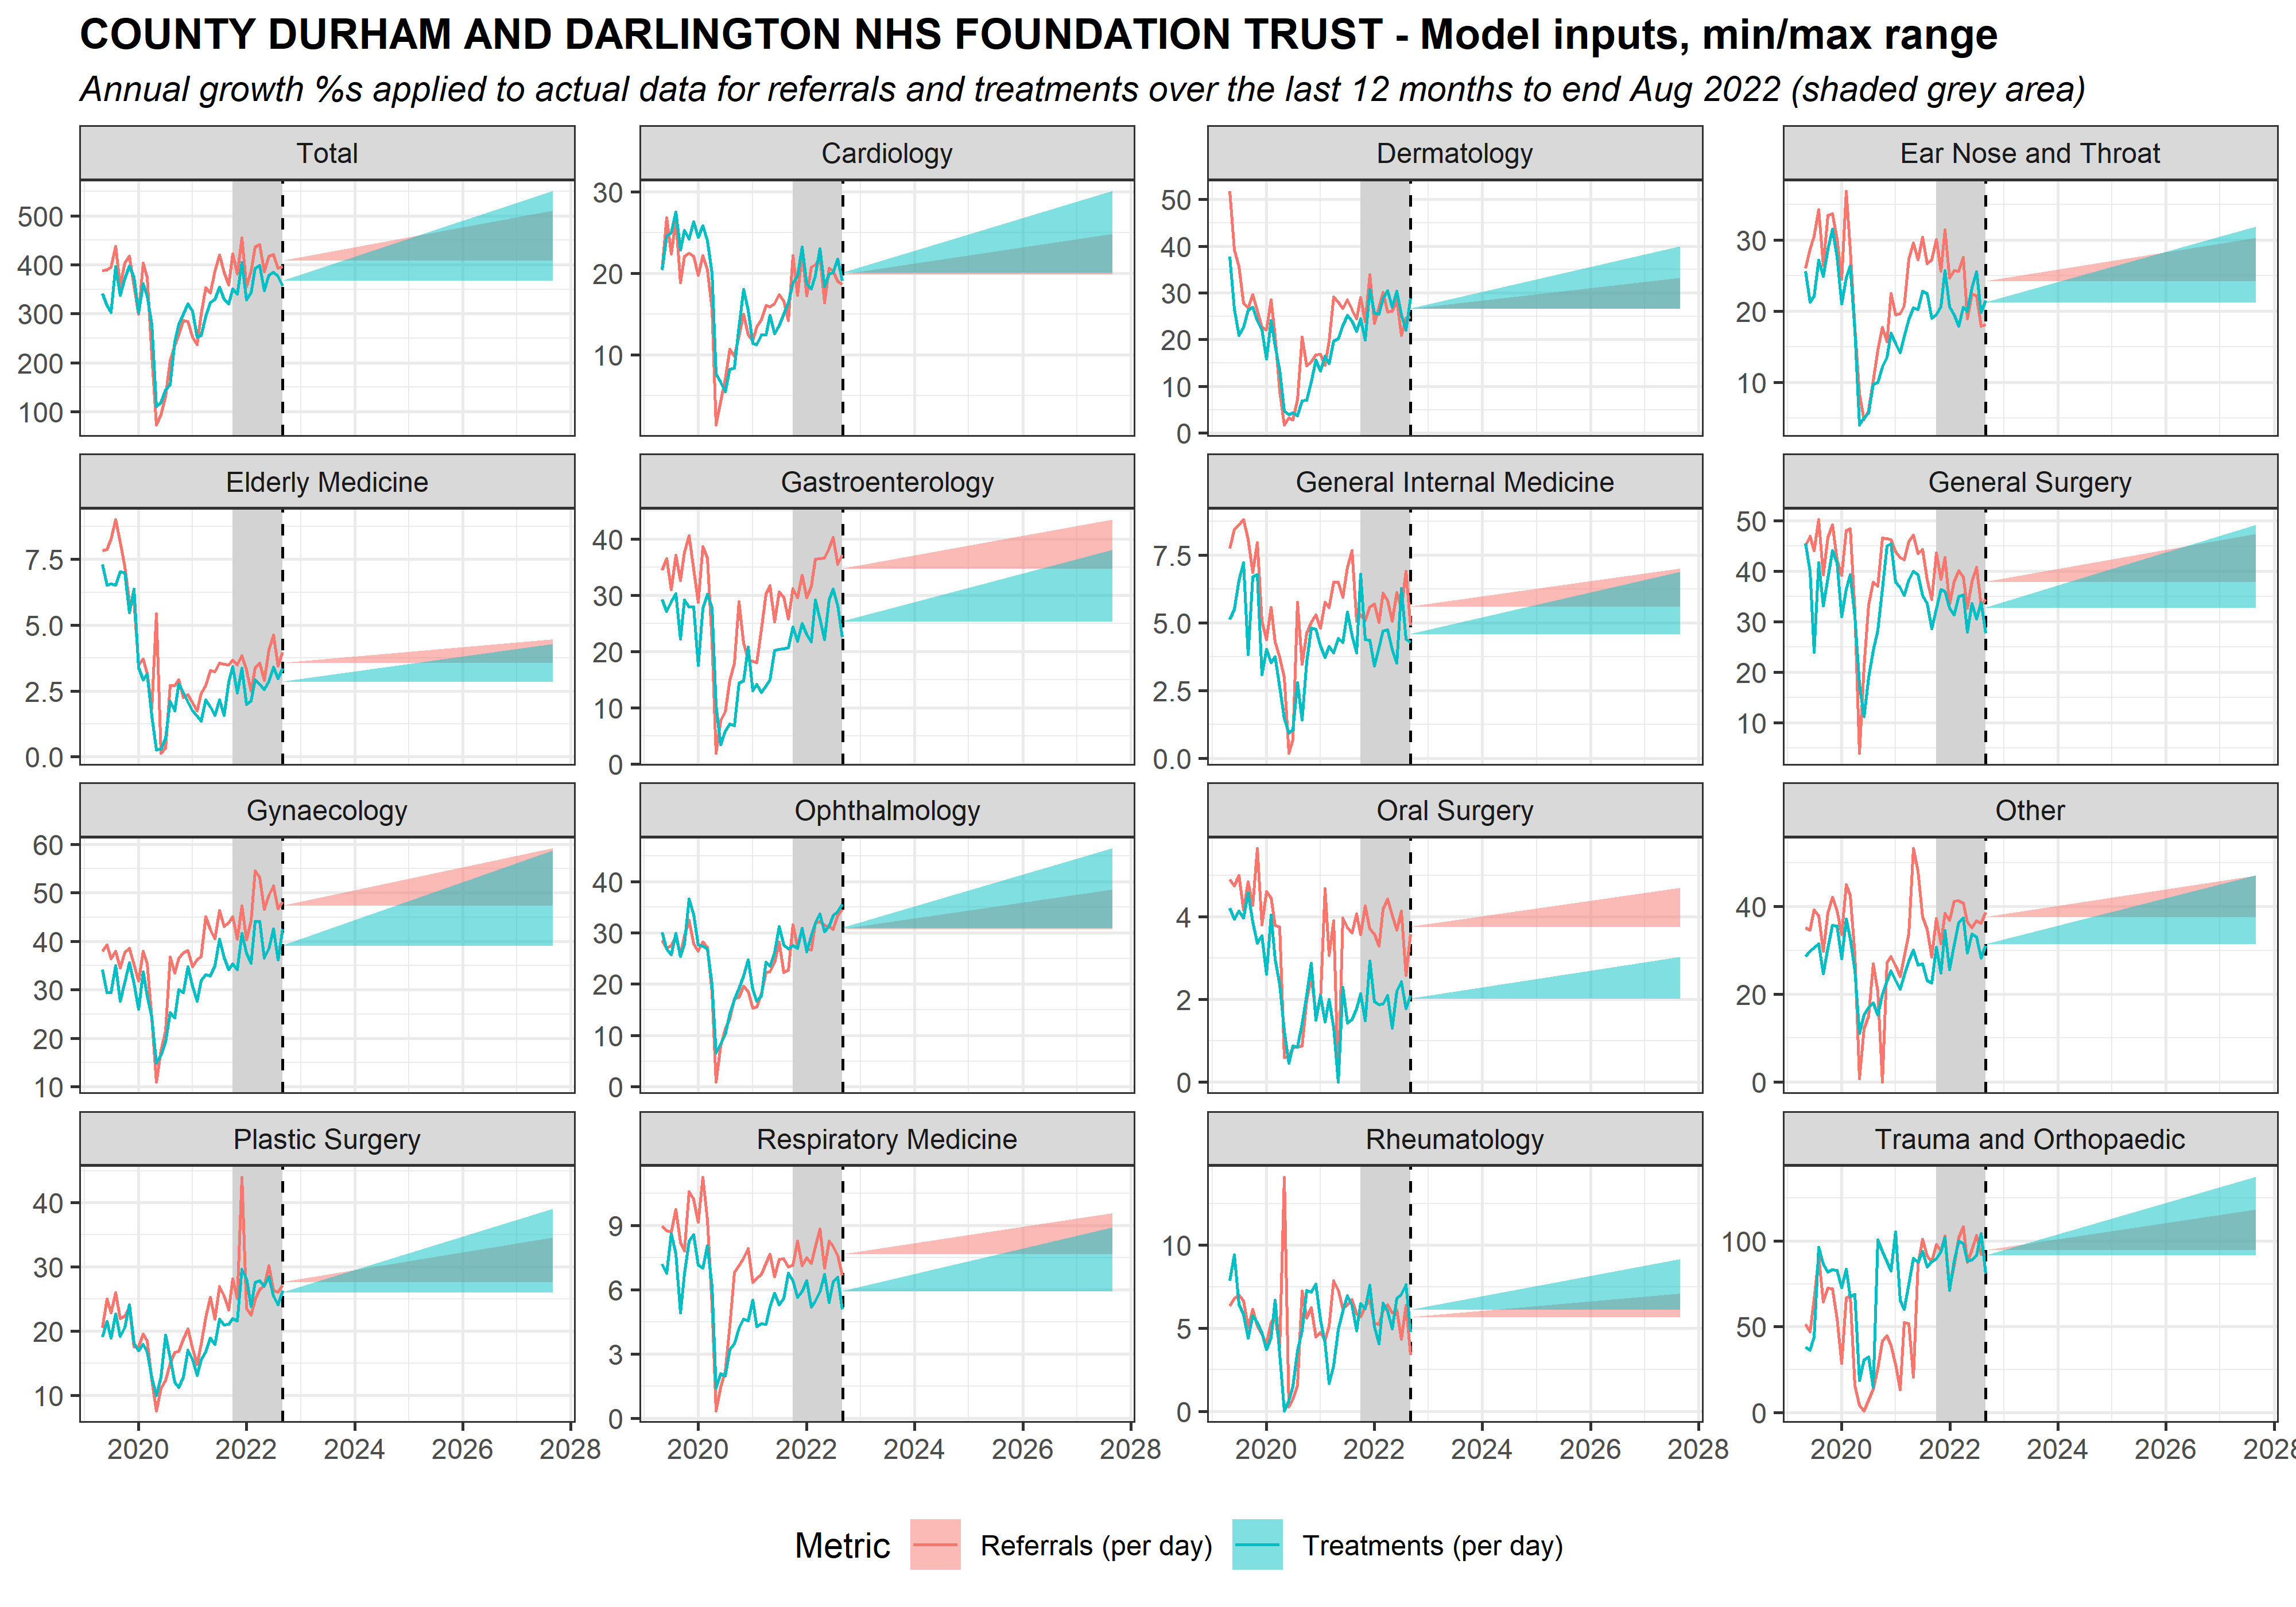 COUNTY DURHAM AND DARLINGTON NHS FOUNDATION TRUST - Model inputs, min/max range
Annual growth %s applied to actual data for referrals and treatments over the last 12 months to end Aug 2022 (shaded grey area)
Total
Cardiology
Dermatology
Ear Nose and Throat
500
400
300
200
100
30
20
10
50
40
30
20
10
0
30
20
10
Elderly Medicine
Gastroenterology
General Internal Medicine
General Surgery
7.5
5.0
2.5
0.0
40
30
20
10
0
7.5
5.0
2.5
0.0
50
40
30
20
10
Gynaecology
Ophthalmology
Oral Surgery
Other
60
50
40
30
20
10
40
30
20
10
0
4
2
0
40
20
0
Plastic Surgery
Respiratory Medicine
Rheumatology
Trauma and Orthopaedic
40
30
20
10
9
6
3
0
10
5
0
100
50
0
2020 2022 2024 2026 2028
2020 2022 2024 2026 2028
2020 2022 2024 2026 2028
2020 2022 2024 2026 2028
Metric Referrals (per day) Treatments (per day)